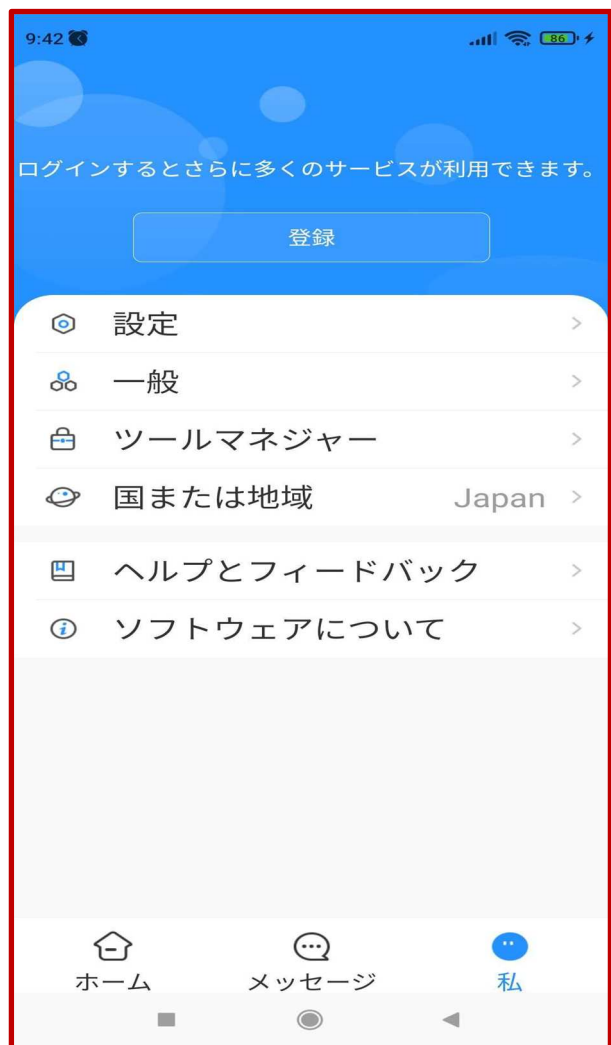 9:42
86
ログインするとさらに多くのサービスが利用できます。
登録
設定
一般
ツールマネジャー
国または地域 Japan
ヘルプとフィードバック
ソフトウェアについて
ホーム メッセージ 私